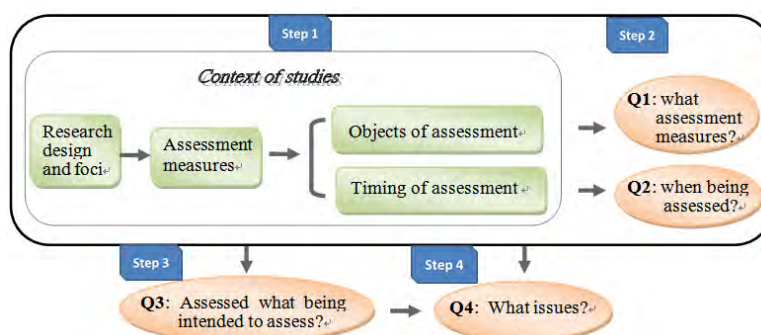 Step 1
Step 2
Context of studies
Research
design
and foci
Assessment
measures
Objects of assessment
Timing of assessment
Q1: what
assessment
measures?
Q2: when being
assessed?
Step 3
Step 4
Q3: Assessed what being
intended to assess?
Q4: What issues?